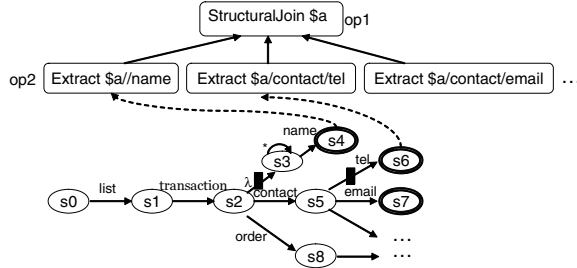 StructuralJoin $a op1
op2 Extract $a//name Extract $a/contact/tel Extract $a/contact/email …
name s4
* s3 tel s6
λ
list transaction contact email
s0 s1 s2 s5 s7
order …
s8 …